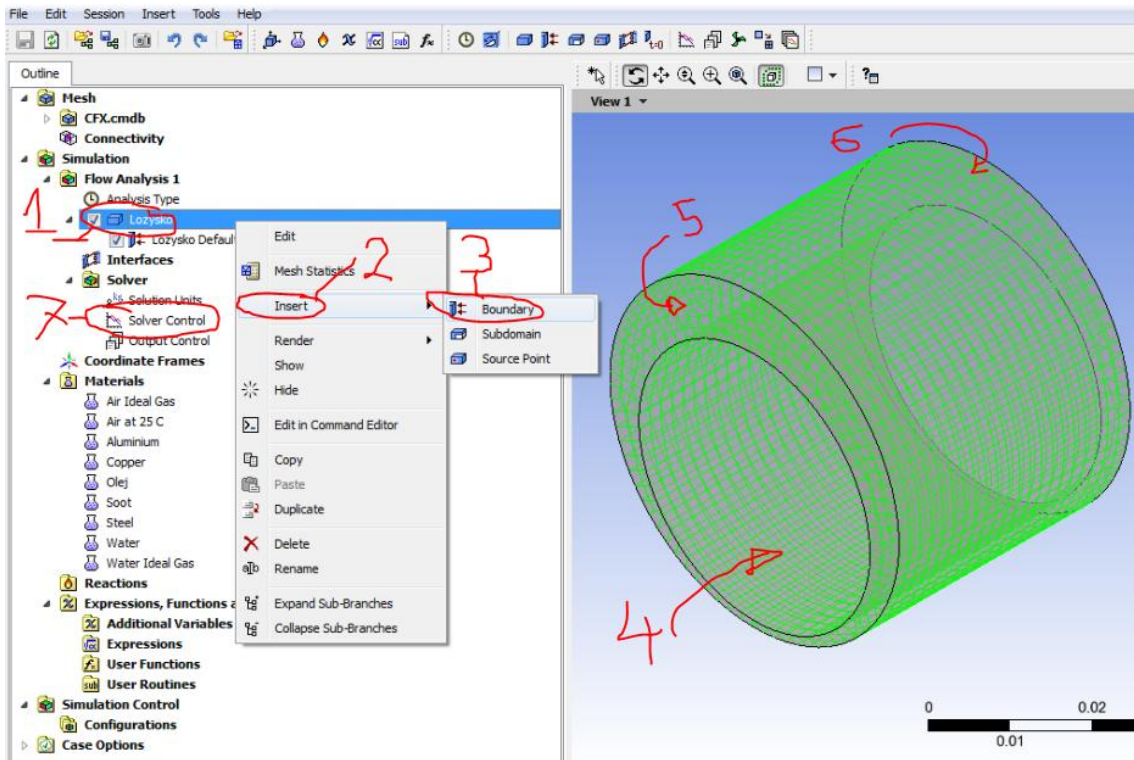 File Edit Session Insert Tools Help
Outline
View 1
Mesh
CFX.cmdb
Connectivity
Simulation
Flow Analysis 1
Analysis Type
1
Lozysko
Lozysko Defaul
Interfaces
Solver
Solution Units
7
Solver Control
Output Control
Coordinate Frames
Materials
Air Ideal Gas
Air at 25 C
Aluminium
Copper
Olej
Soot
Steel
Water
Water Ideal Gas
Reactions
Expressions, Functions a
Additional Variables
Expressions
User Functions
User Routines
Simulation Control
Configurations
Case Options
Edit
Mesh Statistics
2
Insert
Render
Show
Hide
Edit in Command Editor
Copy
Paste
Duplicate
Delete
Rename
Expand Sub-Branches
Collapse Sub-Branches
3
Boundary
Subdomain
Source Point
6
5
4
0 0.02
0.01